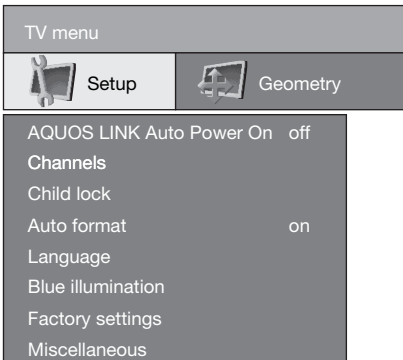 TV menu
Setup Geometry
AQUOS LINK Auto Power On off
Channels
Child lock
Auto format on
Language
Blue illumination
Factory settings
Miscellaneous